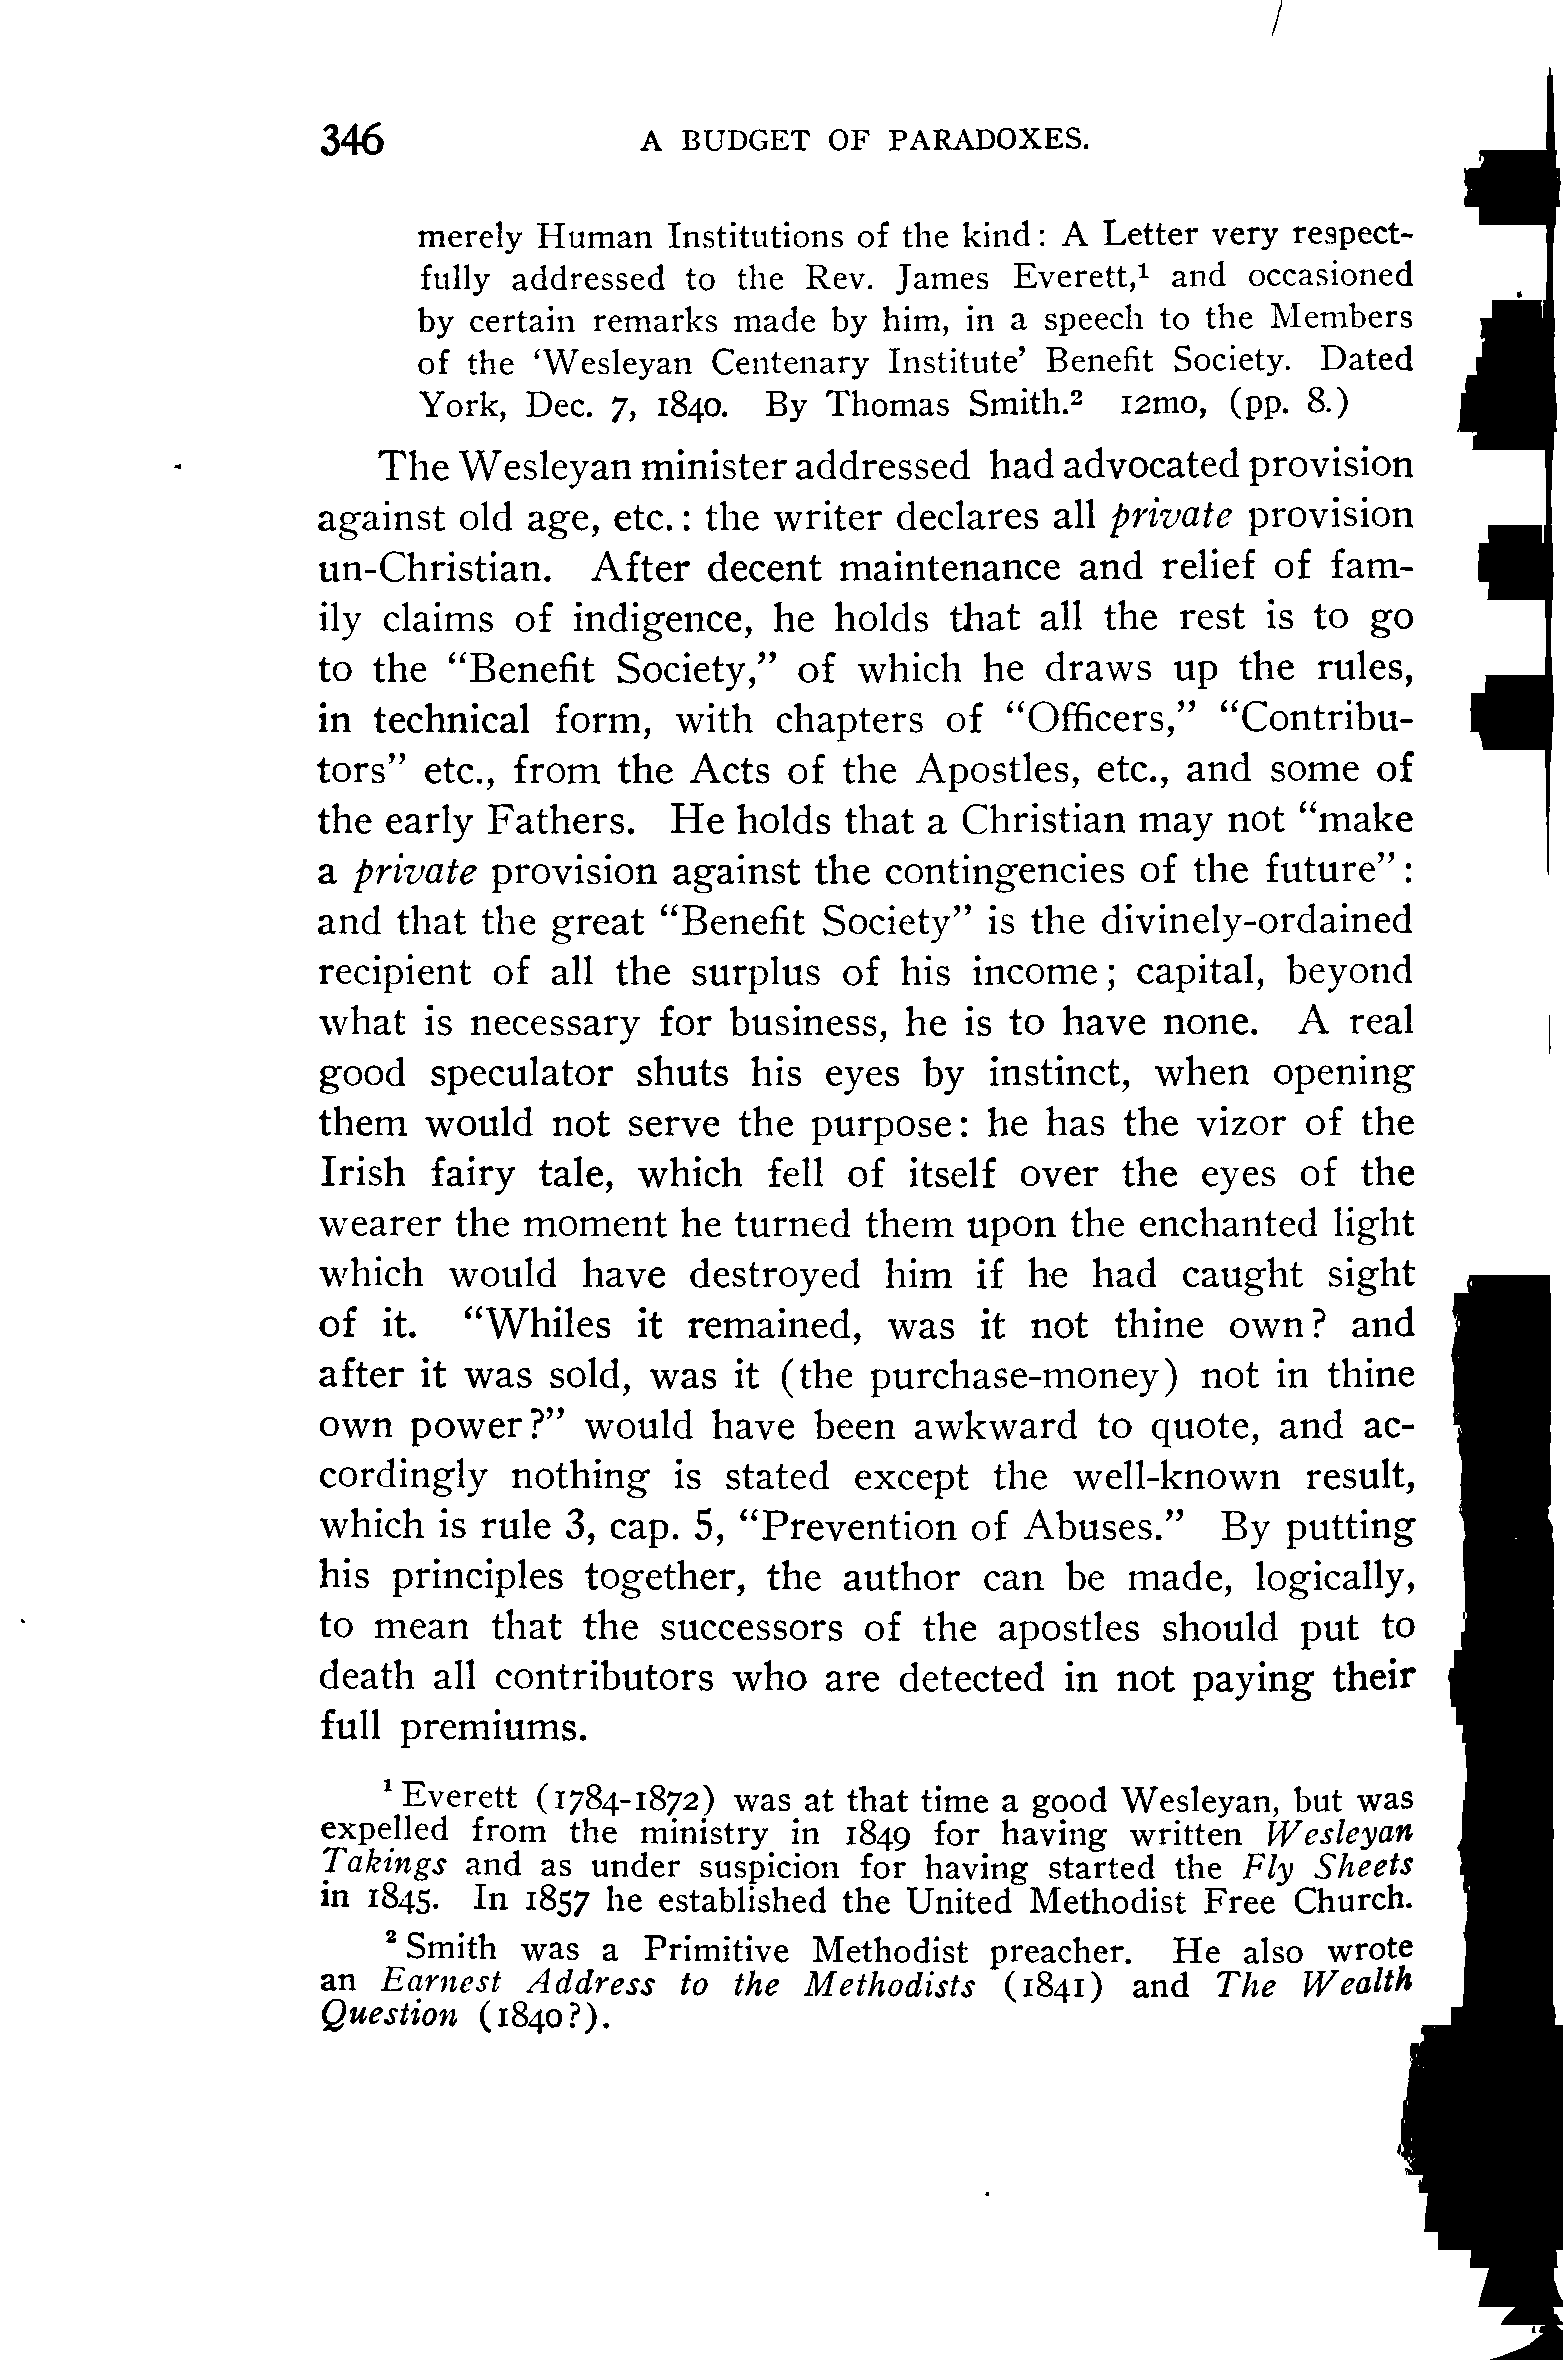 346 A BUDGET OF PARADOXES.
merely Human Institutions of the kind: A Letter very respect-
fully addressed to the Rev. James Everett,¹ and occasioned
by certain remarks made by him, in a speech to the Members
of the ‘Wesleyan Centenary Institute’ Benefit Society. Dated
York, Dec. 7, 1840. By Thomas Smith.² 12mo, (pp. 8.)
The Wesleyan minister addressed had advocated provision
against old age, etc.: the writer declares all private provision
un-Christian. After decent maintenance and relief of fam-
ily claims of indigence, he holds that all the rest is to go
to the “Benefit Society,” of which he draws up the rules,
in technical form, with chapters of “Officers,” “Contribu-
tors” etc., from the Acts of the Apostles, etc., and some of
the early Fathers. He holds that a Christian may not “make
a private provision against the contingencies of the future”:
and that the great “Benefit Society” is the divinely-ordained
recipient of all the surplus of his income; capital, beyond
what is necessary for business, he is to have none. A real
good speculator shuts his eyes by instinct, when opening
them would not serve the purpose: he has the vizor of the
Irish fairy tale, which fell of itself over the eyes of the
wearer the moment he turned them upon the enchanted light
which would have destroyed him if he had caught sight
of it. “Whiles it remained, was it not thine own? and
after it was sold, was it (the purchase-money) not in thine
own power?” would have been awkward to quote, and ac-
cordingly nothing is stated except the well-known result,
which is rule 3, cap. 5, “Prevention of Abuses.” By putting
his principles together, the author can be made, logically,
to mean that the successors of the apostles should put to
death all contributors who are detected in not paying their
full premiums.
¹ Everett (1784-1872) was at that time a good Wesleyan, but was
expelled from the ministry in 1849 for having written Wesleyan
Takings and as under suspicion for having started the Fly Sheets
in 1845. In 1857 he established the United Methodist Free Church.
² Smith was a Primitive Methodist preacher. He also wrote
an Earnest Address to the Methodists (1841) and The Wealth
Question (1840?).